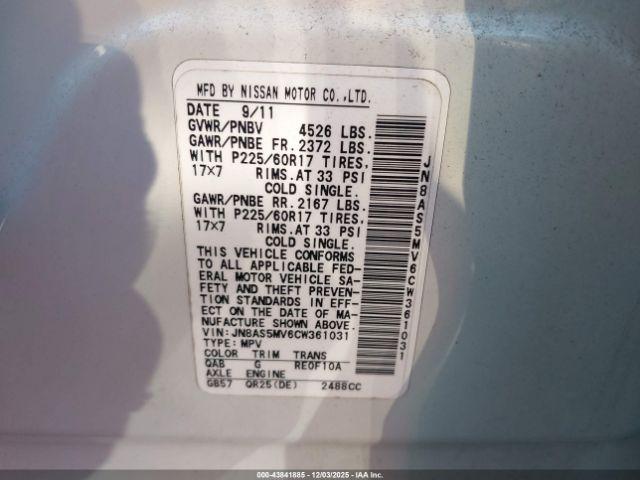 MFD BY NISSAN MOTOR CO.,LTD.
DATE 9/11
GVWR/PNBV 4526 LBS.
GAWR/PNBE FR. 2372 LBS.
WITH P225/60R17 TIRES,
17×7 RIMS.AT 33 PSI
COLD SINGLE.
GAWR/PNBE RR. 2167 LBS.
WITH P225/60R17 TIRES,
17×7 RIMS.AT 33 PSI
COLD SINGLE.
THIS VEHICLE CONFORMS
TO ALL APPLICABLE FED-
ERAL MOTOR VEHICLE SA-
FETY AND THEFT PREVEN-
TION STANDARDS IN EFF-
ECT ON THE DATE OF MA-
NUFACTURE SHOWN ABOVE.
VIN: JN8AS5MV6CW361031
TYPE: MPV
COLOR TRIM TRANS
QAB G RE0F10A
AXLE ENGINE
GB57 QR25(DE) 2488CC
JN8AS5MV6CW361031
000-43841885 - 12/03/2025 - IAA Inc.